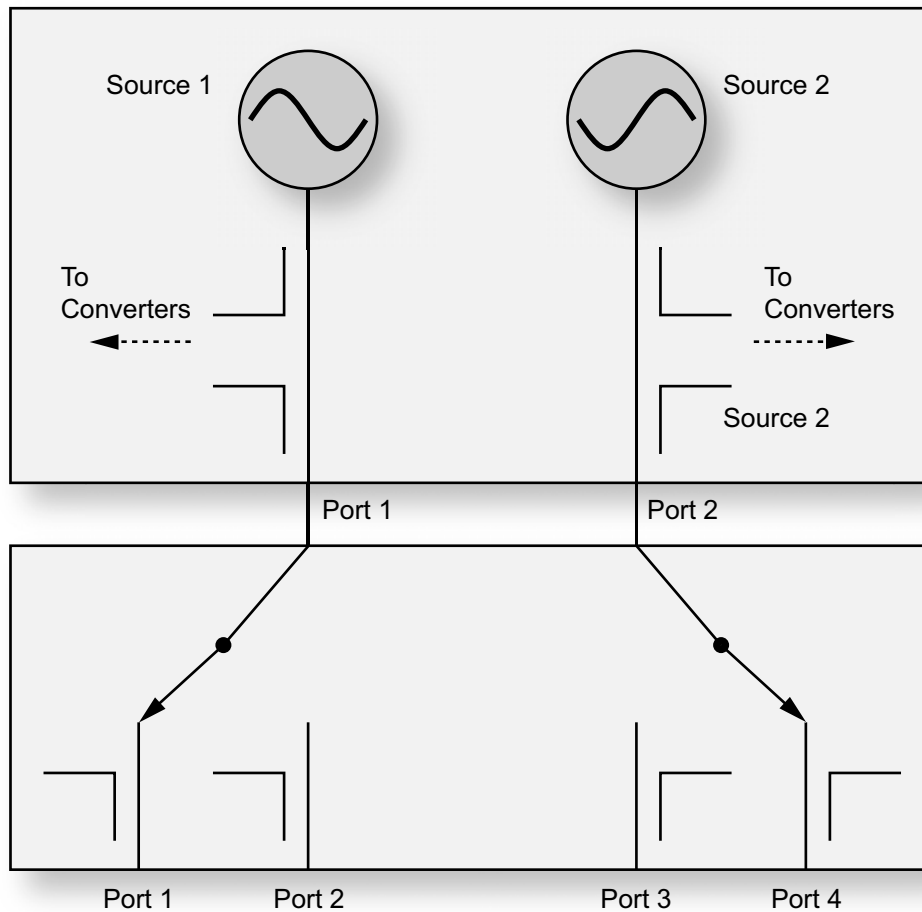 Source 1
Source 2
To
Converters
To
Converters
Source 2
Port 1
Port 2
Port 1
Port 2
Port 3
Port 4